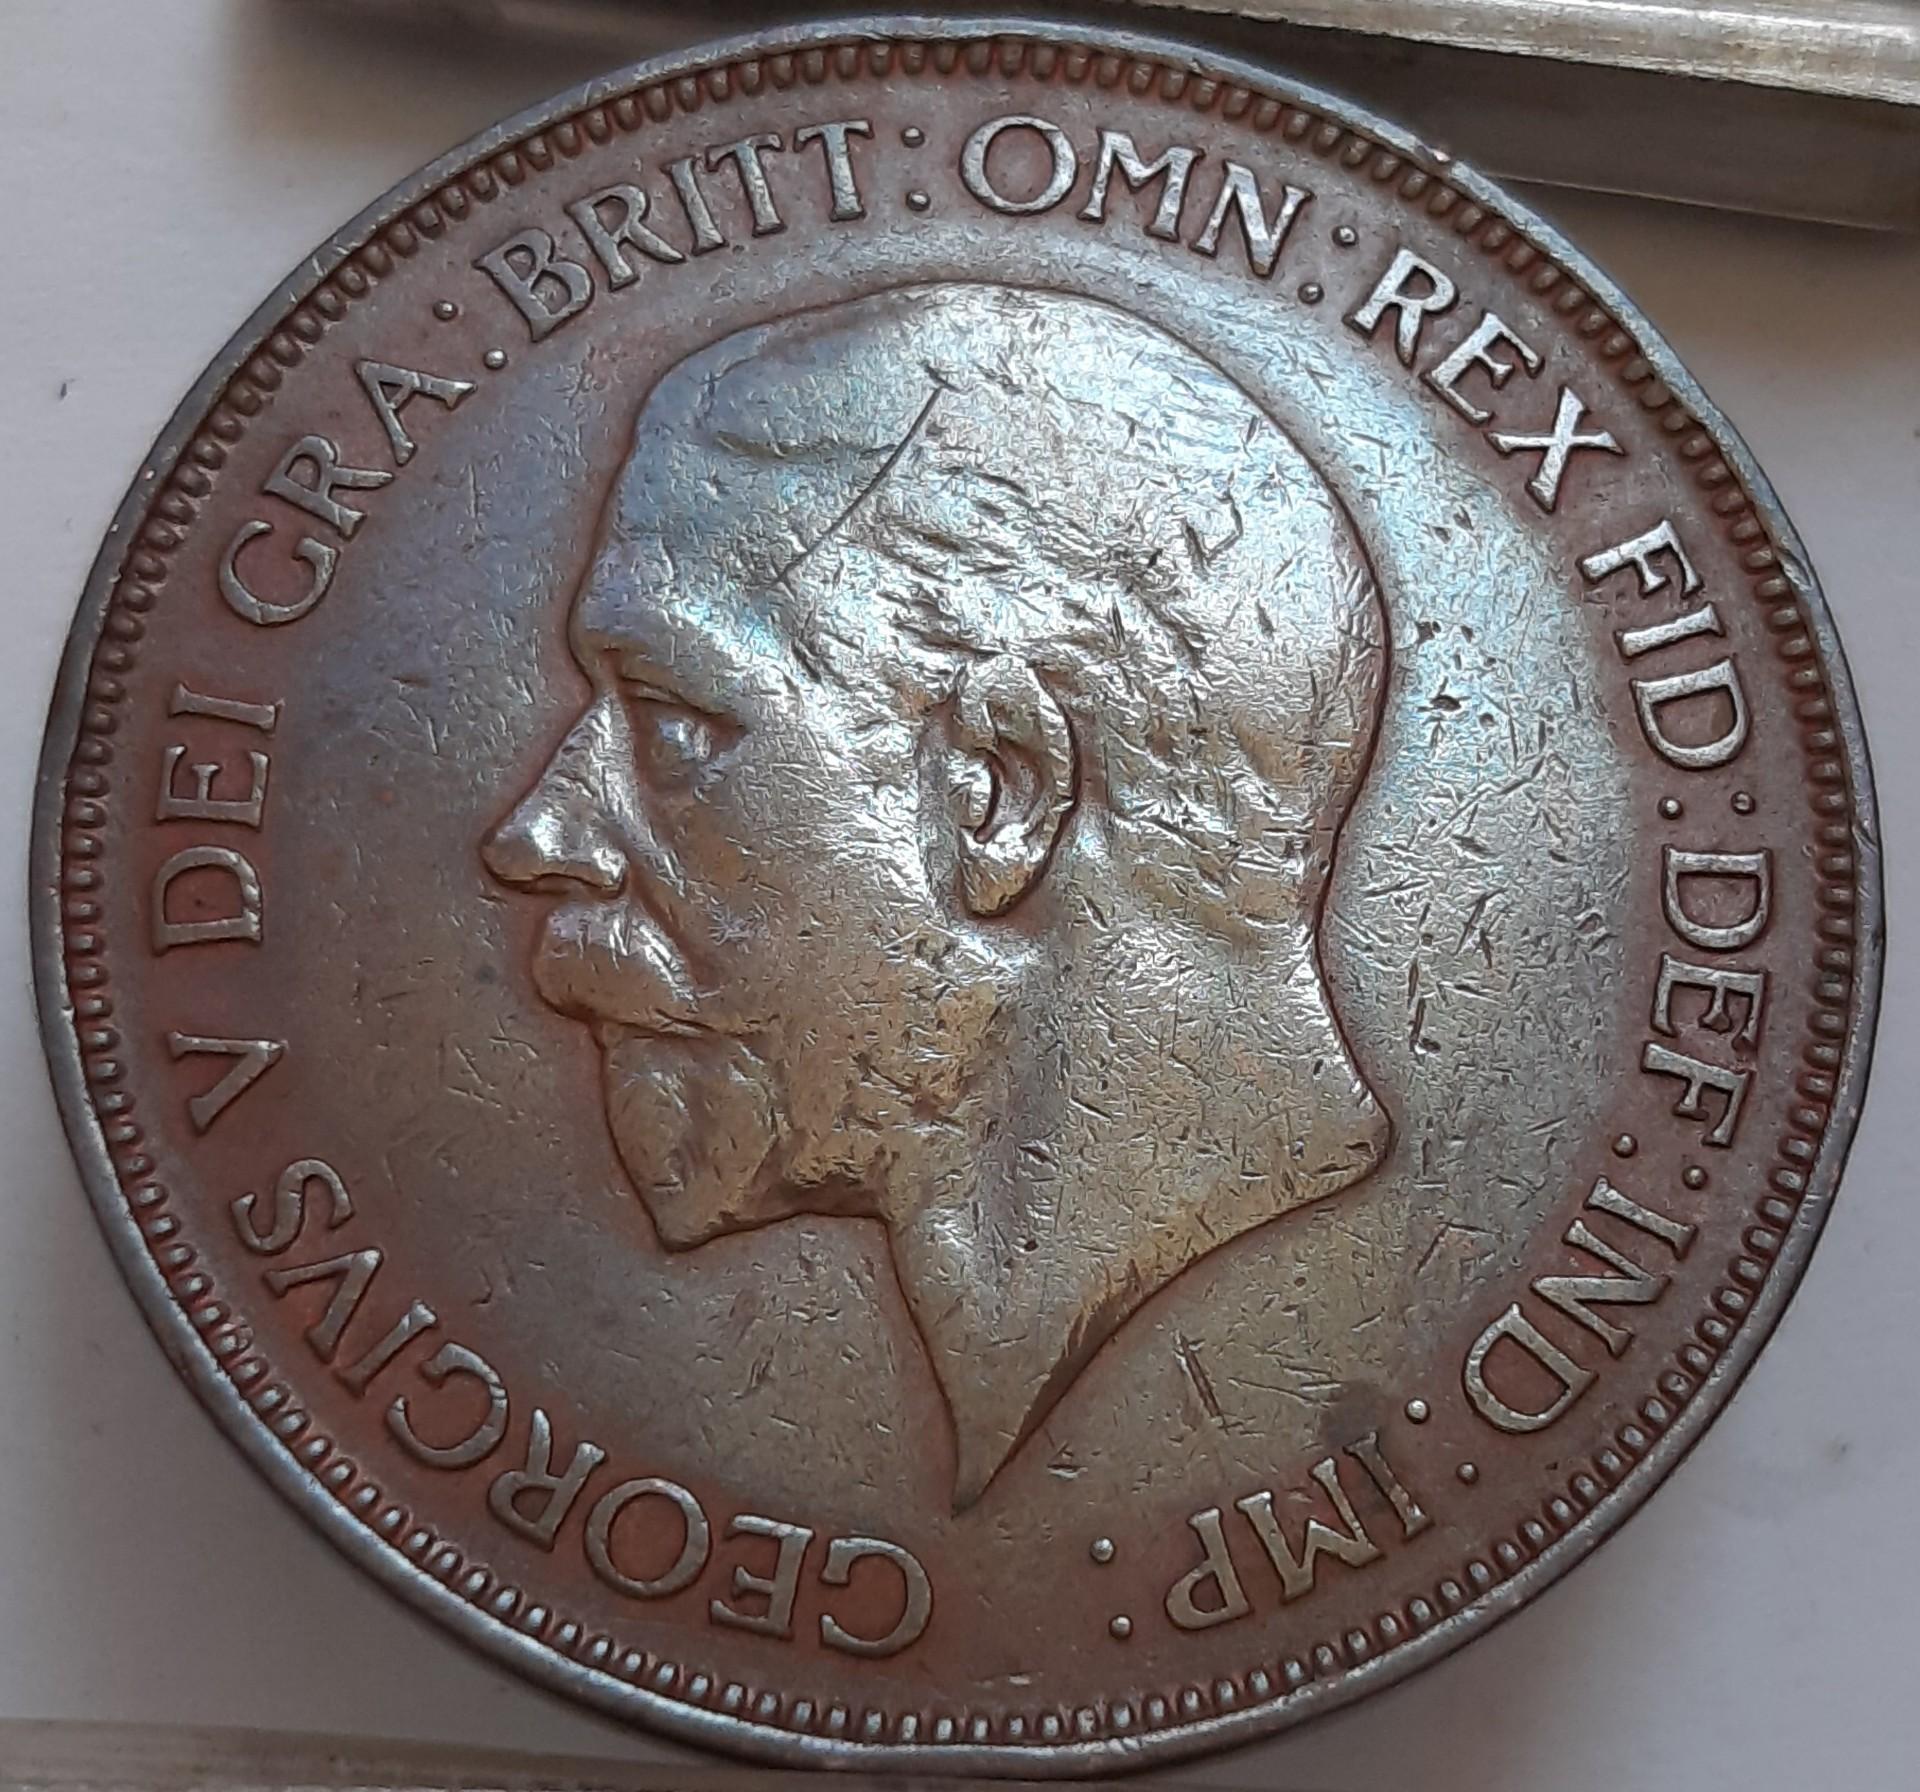 GEORGIVS V DEI GRA: BRITT: OMN: REX FID: DEF: IND: IMP: